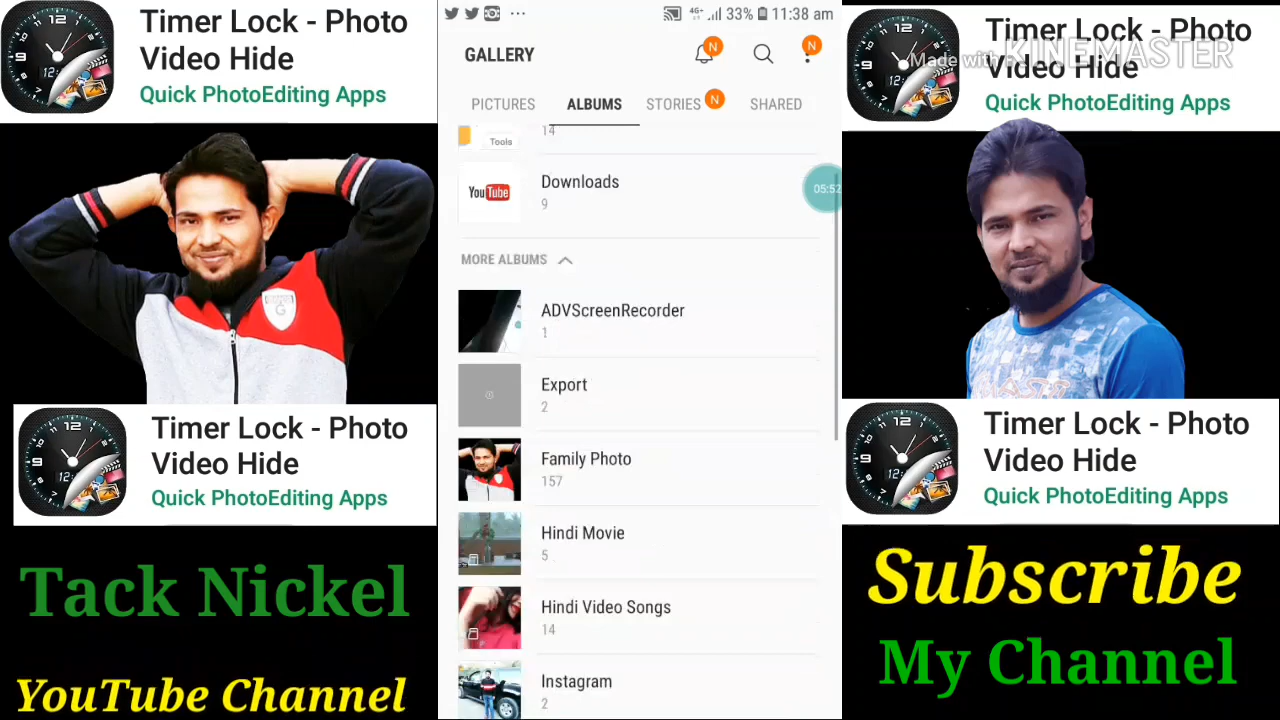 Timer Lock - Photo
Video Hide
Quick PhotoEditing Apps
Timer Lock - Photo
Video Hide
Quick PhotoEditing Apps
Tack Nickel
YouTube Channel
33% 11:38 am
GALLERY
N
N
PICTURES ALBUMS STORIES N SHARED
14
Tools
YouTube
Downloads
9
05:52
MORE ALBUMS
ADVScreenRecorder
1
Export
2
Family Photo
157
Hindi Movie
5
Hindi Video Songs
14
Instagram
2
Timer Lock - Photo
Video Hide
Made with KINEMASTER
Quick PhotoEditing Apps
Timer Lock - Photo
Video Hide
Quick PhotoEditing Apps
Subscribe
My Channel